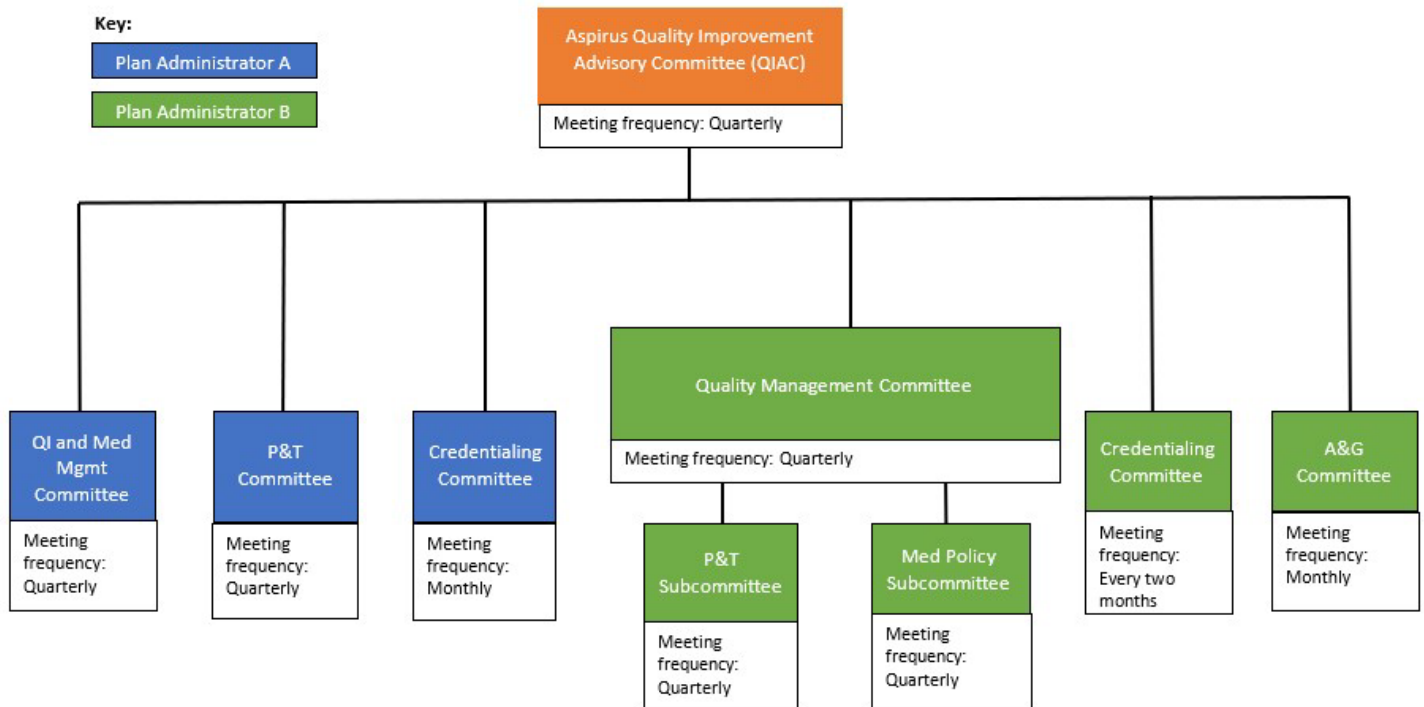 Key:
Plan Administrator A
Plan Administrator B
Aspirus Quality Improvement
Advisory Committee (QIAC)
Meeting frequency: Quarterly
Quality Management Committee
Meeting frequency: Quarterly
QI and Med
Mgmt
Committee
Meeting
frequency:
Quarterly
P&T
Committee
Meeting
frequency:
Quarterly
Credentialing
Committee
Meeting
frequency:
Monthly
P&T
Subcommittee
Meeting
frequency:
Quarterly
Med Policy
Subcommittee
Meeting
frequency:
Quarterly
Credentialing
Committee
Meeting
frequency:
Every two
months
A&G
Committee
Meeting
frequency:
Monthly